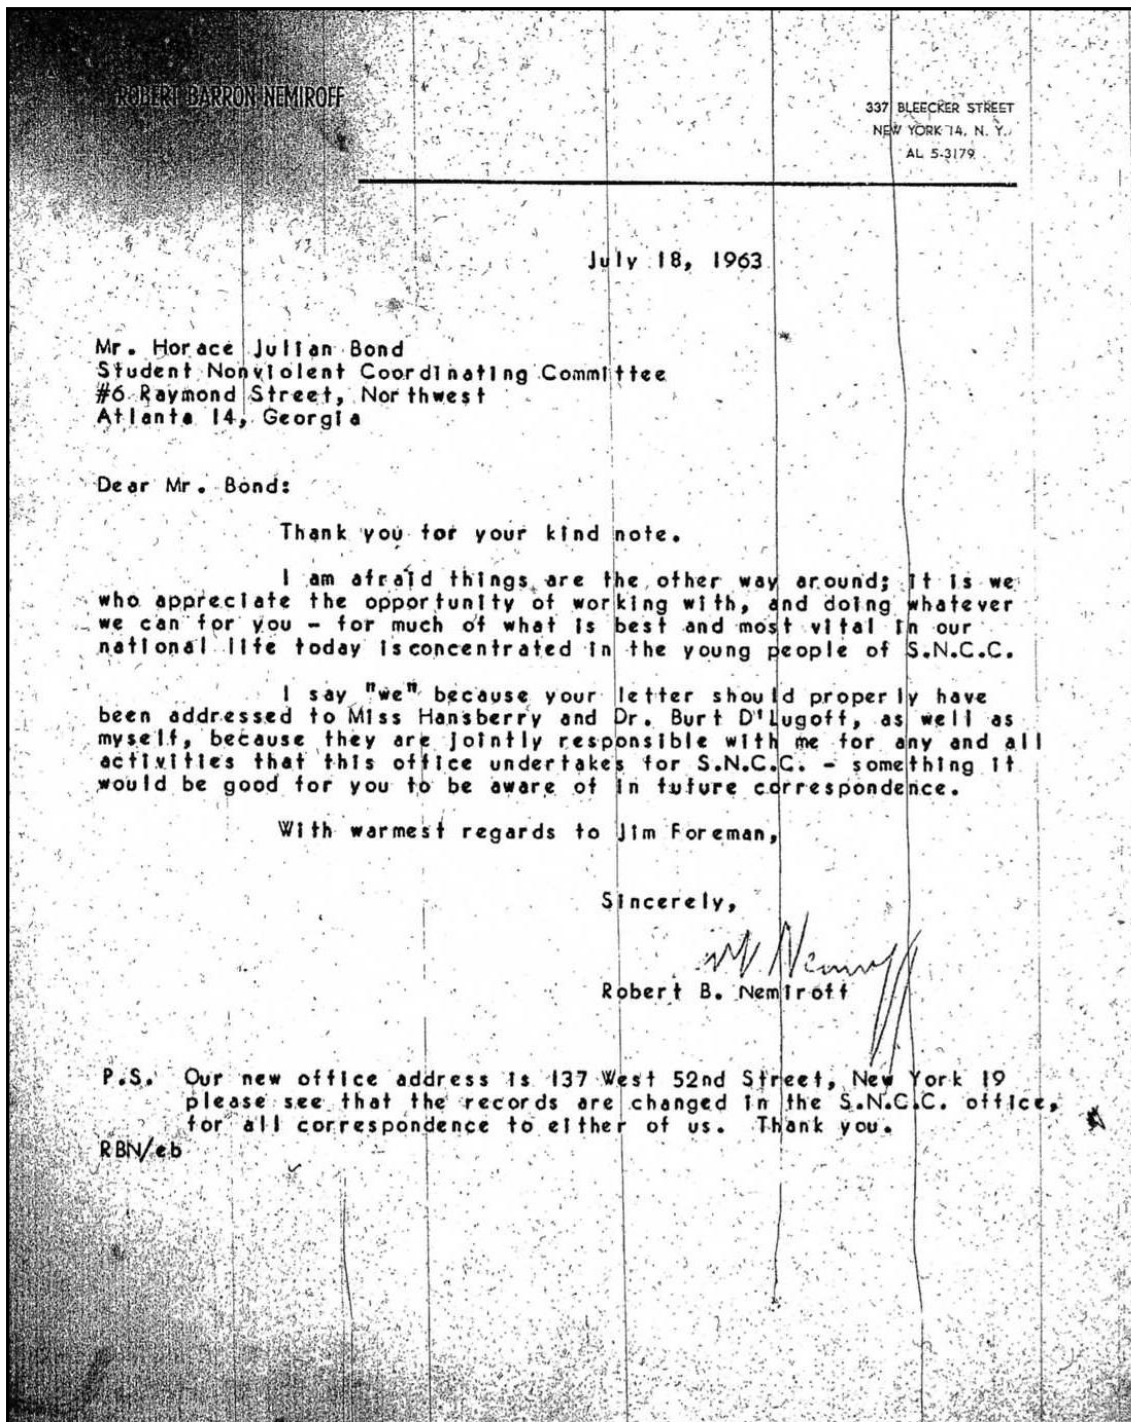 ROBERT BARRON NEMIROFF
337 BLEECKER STREET
NEW YORK 14, N. Y.
AL 5-3179
July 18, 1963
Mr. Horace Julian Bond
Student Nonviolent Coordinating Committee
#6 Raymond Street, Northwest
Atlanta 14, Georgia
Dear Mr. Bond:
Thank you for your kind note.
I am afraid things are the other way around; it is we
who appreciate the opportunity of working with, and doing whatever
we can for you - for much of what is best and most vital in our
national life today is concentrated in the young people of S.N.C.C.
I say "we" because your letter should properly have
been addressed to Miss Hansberry and Dr. Burt D'Lugoff, as well as
myself, because they are jointly responsible with me for any and all
activities that this office undertakes for S.N.C.C. - something it
would be good for you to be aware of in future correspondence.
With warmest regards to Jim Foreman,
Sincerely,
Nemiroff
Robert B. Nemiroff
P.S. Our new office address is 137 West 52nd Street, New York 19
please see that the records are changed in the S.N.C.C. office,
for all correspondence to either of us. Thank you.
RBN/eb